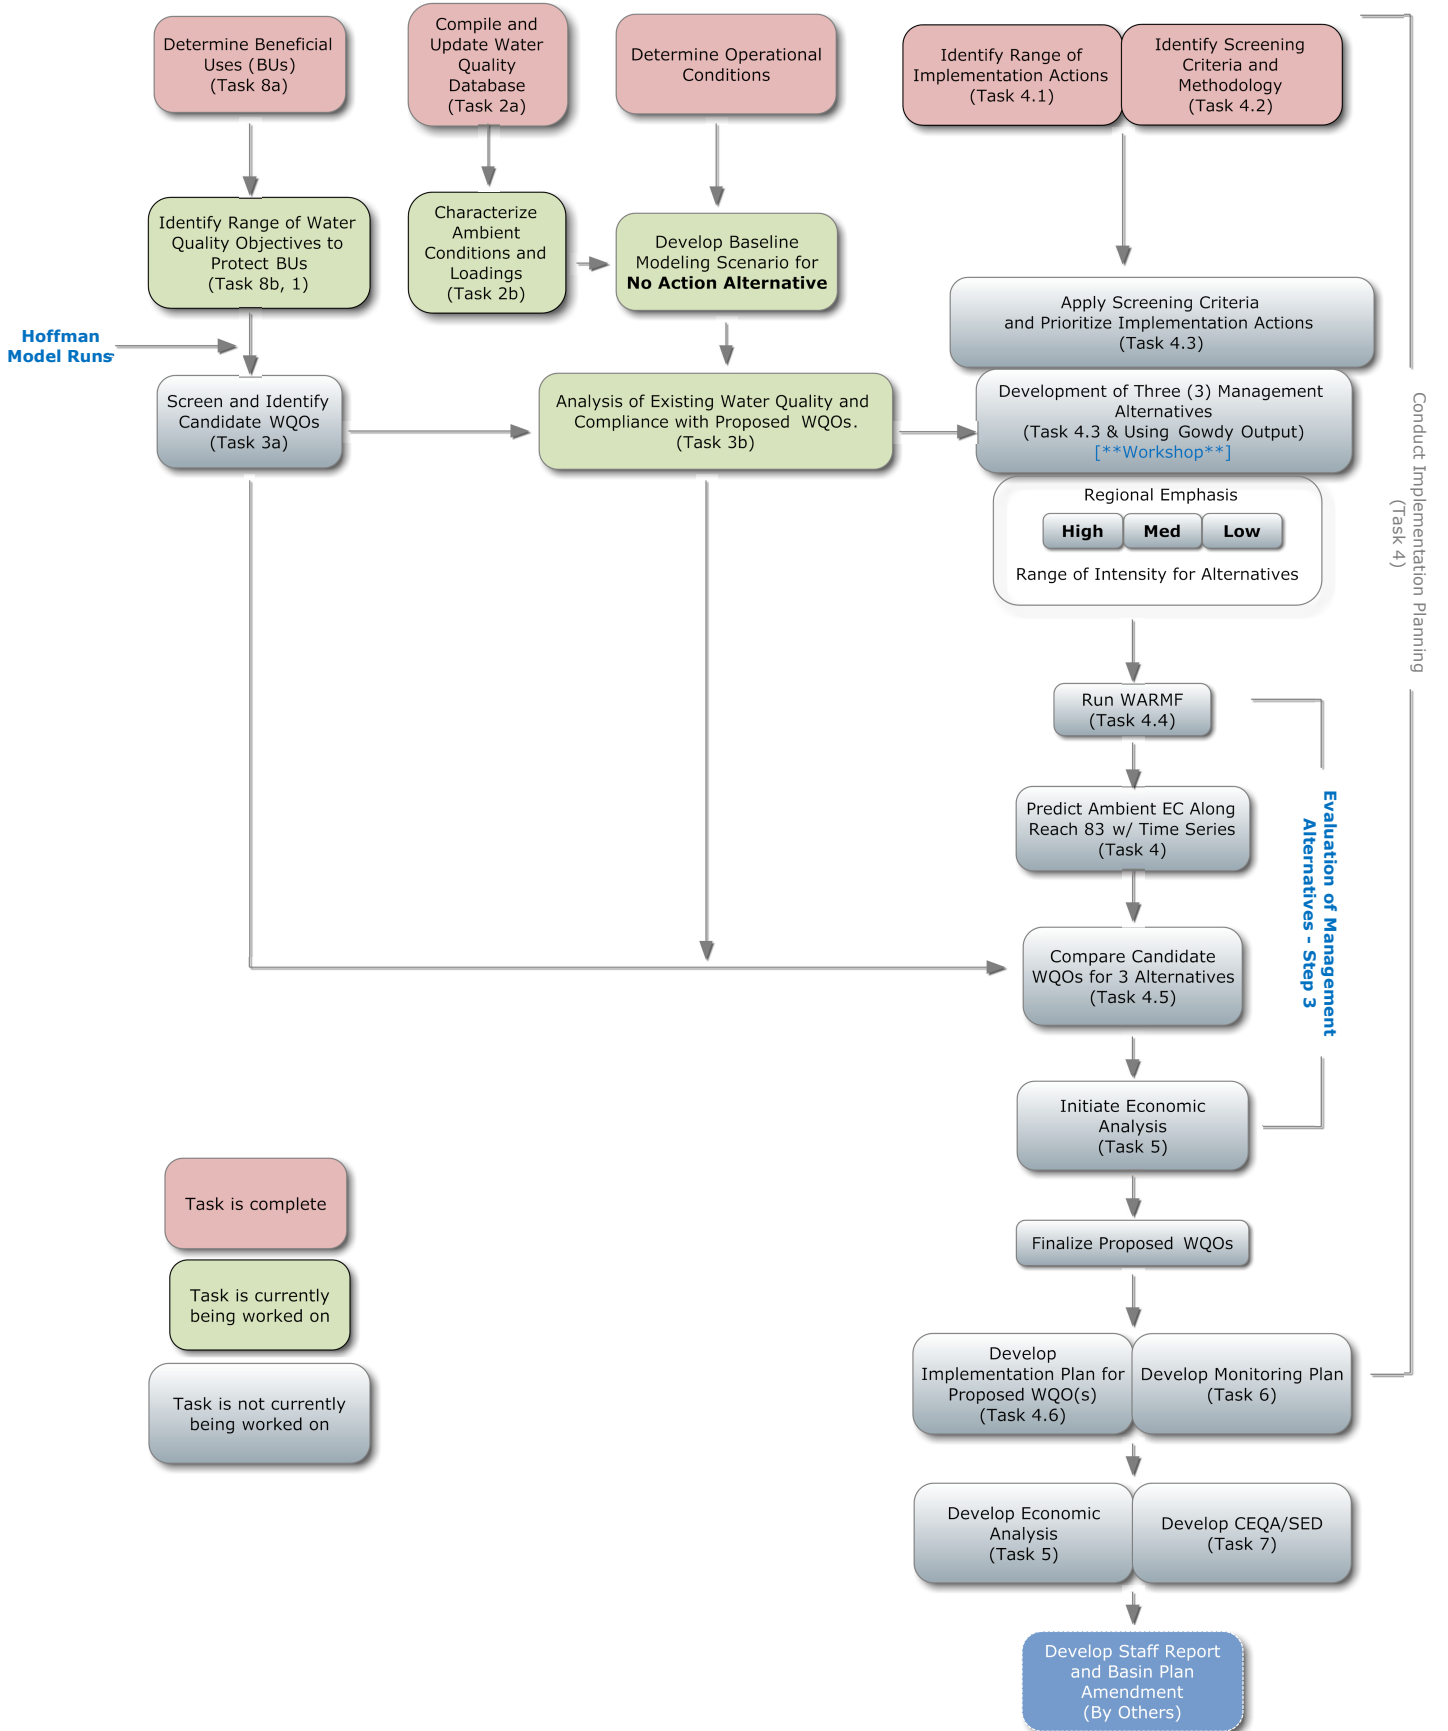 Determine Beneficial
Uses (BUs)
(Task 8a)
Compile and
Update Water
Quality
Database
(Task 2a)
Determine Operational
Conditions
Identify Range of
Implementation Actions
(Task 4.1)
Identify Screening
Criteria and
Methodology
(Task 4.2)
Identify Range of Water
Quality Objectives to
Protect BUs
(Task 8b, 1)
Characterize
Ambient
Conditions and
Loadings
(Task 2b)
Develop Baseline
Modeling Scenario for
No Action Alternative
Apply Screening Criteria
and Prioritize Implementation Actions
(Task 4.3)
Hoffman
Model Runs
Screen and Identify
Candidate WQOs
(Task 3a)
Analysis of Existing Water Quality and
Compliance with Proposed WQOs.
(Task 3b)
Development of Three (3) Management
Alternatives
(Task 4.3 & Using Gowdy Output)
[**Workshop**]
Regional Emphasis
High Med Low
Range of Intensity for Alternatives
Conduct Implementation Planning
(Task 4)
Run WARMF
(Task 4.4)
Predict Ambient EC Along
Reach 83 w/ Time Series
(Task 4)
Compare Candidate
WQOs for 3 Alternatives
(Task 4.5)
Evaluation of Management
Alternatives - Step 3
Initiate Economic
Analysis
(Task 5)
Finalize Proposed WQOs
Develop
Implementation Plan for
Proposed WQO(s)
(Task 4.6)
Develop Monitoring Plan
(Task 6)
Develop Economic
Analysis
(Task 5)
Develop CEQA/SED
(Task 7)
Develop Staff Report
and Basin Plan
Amendment
(By Others)
Task is complete
Task is currently
being worked on
Task is not currently
being worked on